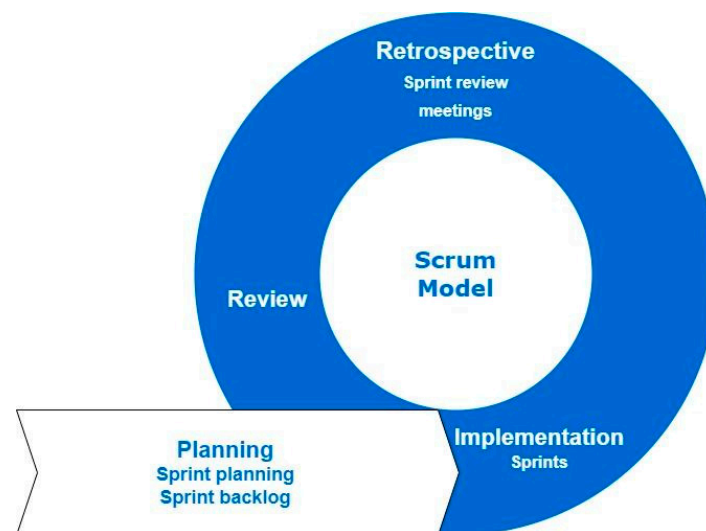 Retrospective
Sprint review
meetings
Scrum
Model
Review
Implementation
Sprints
Planning
Sprint planning
Sprint backlog